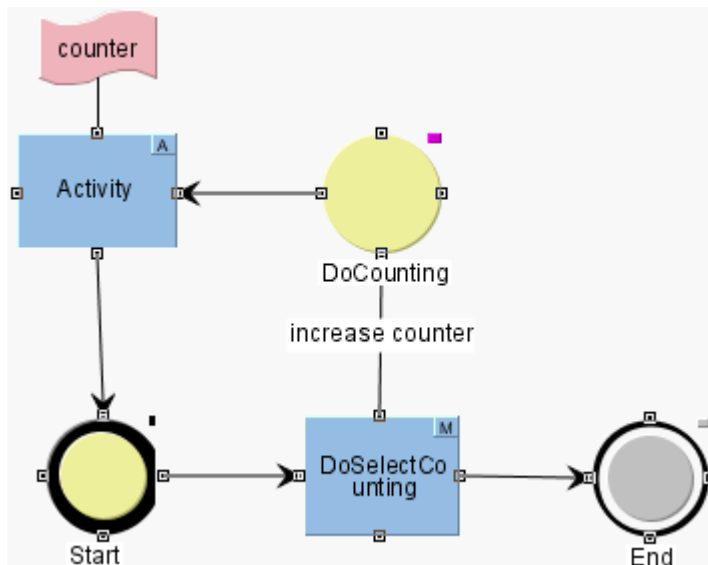 counter
A
Activity
DoCounting
increase counter
M
DoSelectCo
unting
Start
End